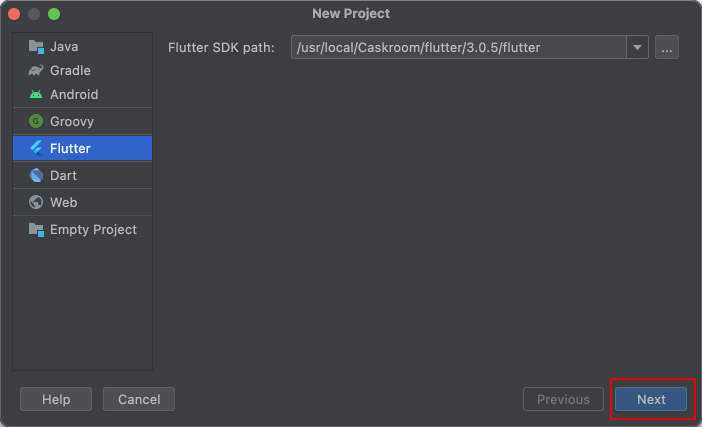 New Project
Java
Gradle
Android
Groovy
Flutter
Dart
Web
Empty Project
Flutter SDK path: /usr/local/Caskroom/flutter/3.0.5/flutter ...
Help Cancel Previous Next